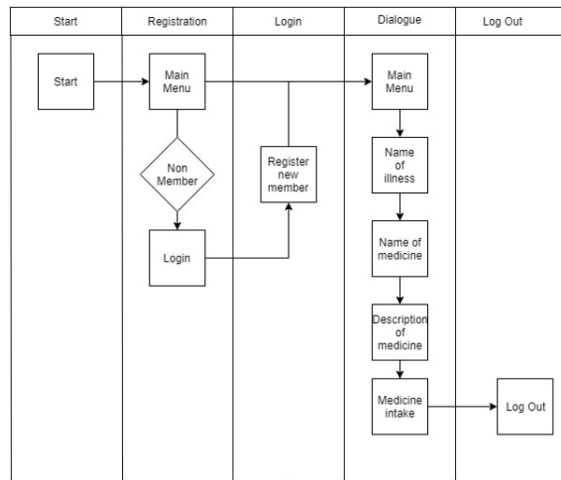 Start
Registration
Login
Dialogue
Log Out
Start
Main
Menu
Main
Menu
Non
Member
Register
new
member
Name
of
illness
Login
Name of
medicine
Description
of
medicine
Medicine
intake
Log Out